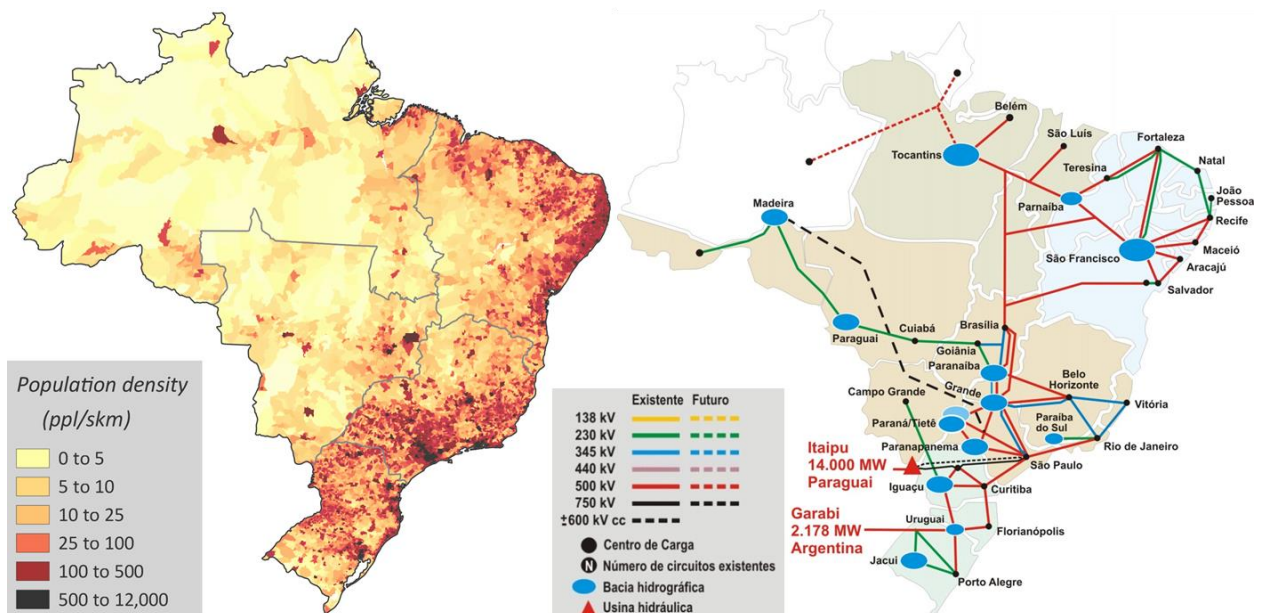 Population density
(ppl/skm)
0 to 5
5 to 10
10 to 25
25 to 100
100 to 500
500 to 12,000
Belém
São Luís
Fortaleza
Tocantins
Teresina
Natal
João
Pessoa
Parnaíba
Recife
Madeira
Maceió
São Francisco
Aracajú
Salvador
Paraguai
Cuiabá
Brasília
Goiânia
Paranaíba
Belo
Horizonte
Campo Grande
Grande
Vitória
Paraná/Tietê
Paraíba
do Sul
Paranapanema
Rio de Janeiro
São Paulo
Itaipu
14.000 MW
Paraguai
Iguaçu
Curitiba
Garabi
2.178 MW
Argentina
Uruguai
Florianópolis
Jacui
Porto Alegre
Existente Futuro
138 kV
230 kV
345 kV
440 kV
500 kV
750 kV
±600 kV cc
Centro de Carga
N Número de circuitos existentes
Bacia hidrográfica
Usina hidráulica